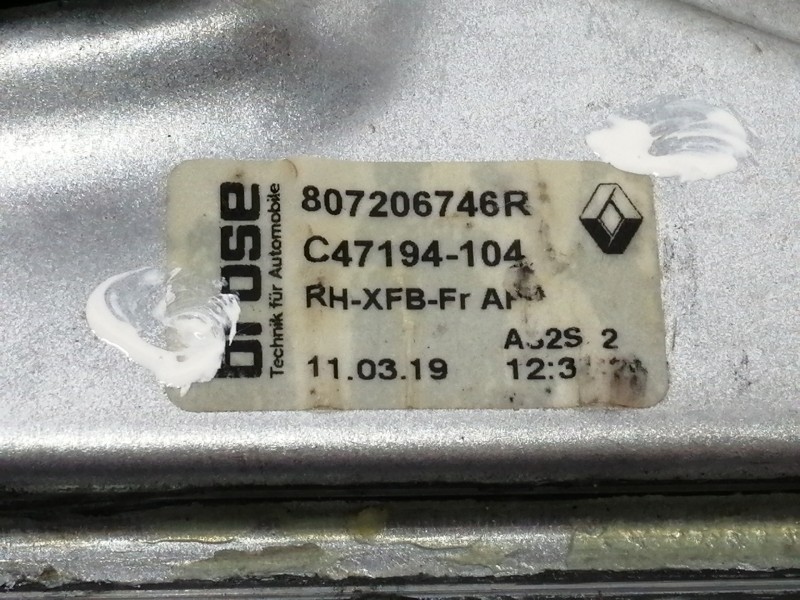 brose
Technik für Automobile
807206746R
C47194-104
RH-XFB-Fr
11.03.19